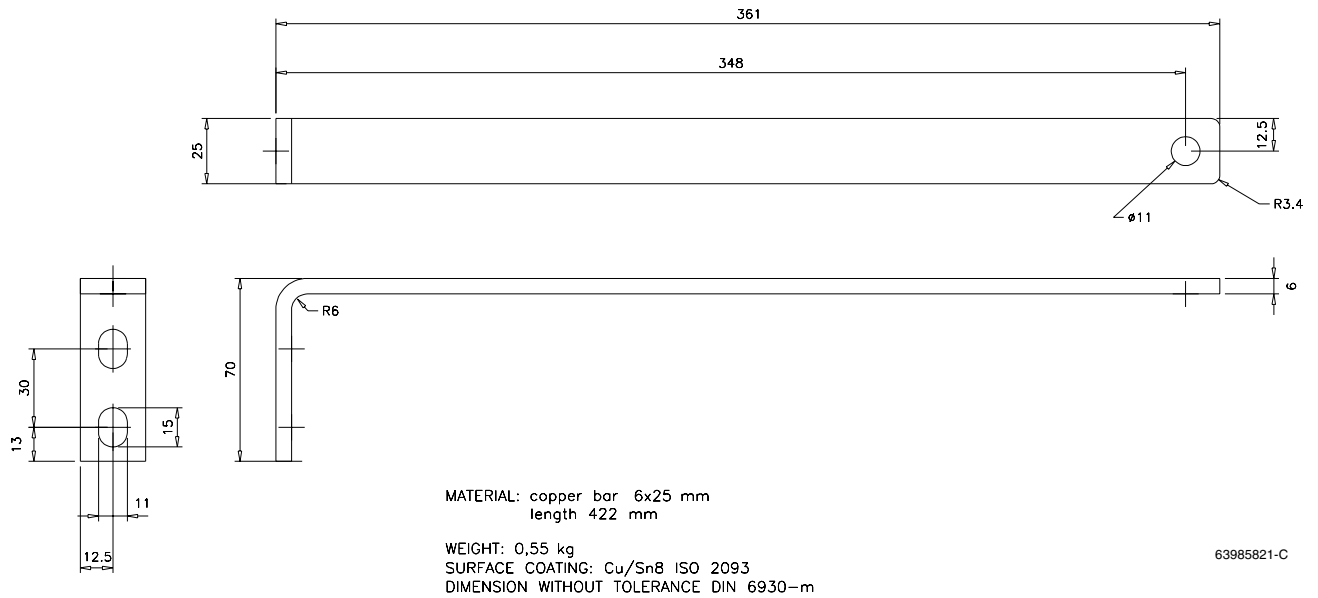 361
348
25
12.5
ø11
R3.4
R6
6
70
30
13
15
11
12.5
MATERIAL: copper bar 6x25 mm
length 422 mm
WEIGHT: 0,55 kg
SURFACE COATING: Cu/Sn8 ISO 2093
DIMENSION WITHOUT TOLERANCE DIN 6930-m
63985821-C